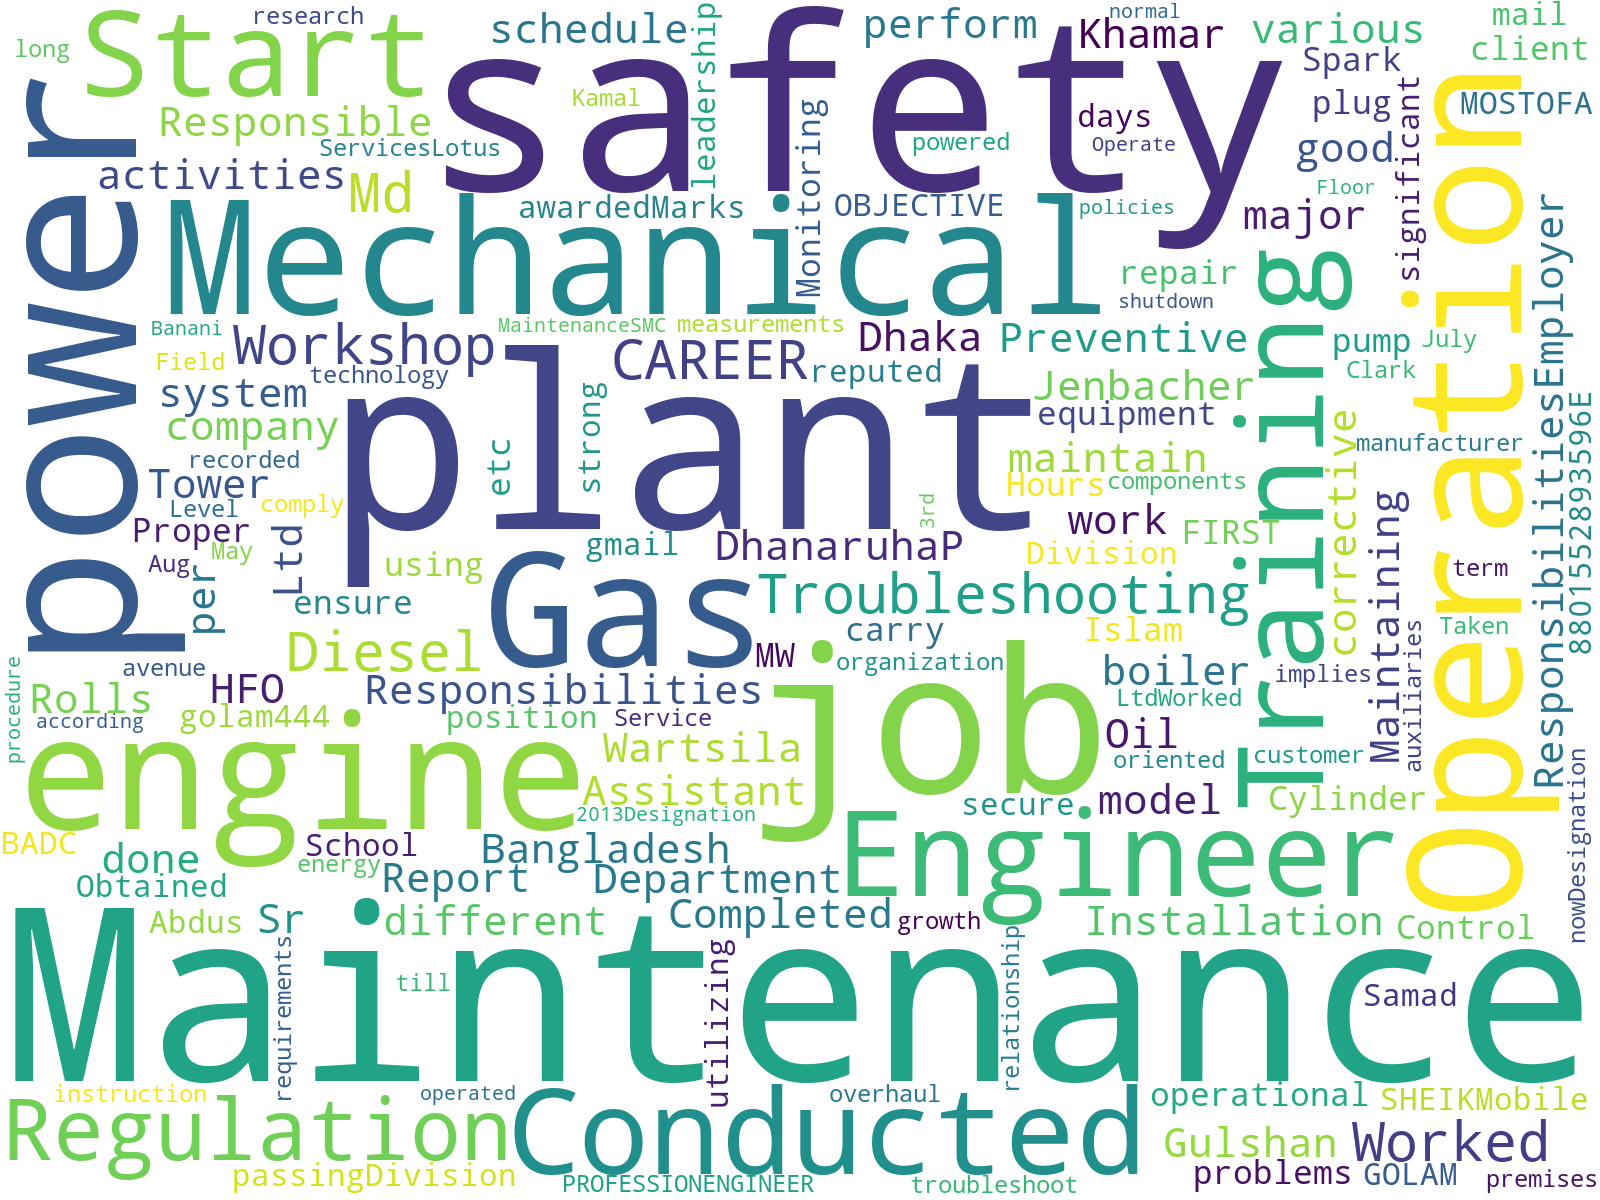 research
normal
mail
Start
schedule
leadership
safety
perform
Khamar
various
client
long
power
Responsible
Kamal
Spark
plug
significant
operation
MOSTOFA
ServicesLotus
Monitoring
powered
days
Operate
good
activities
Md
awardedMarks
OBJECTIVE
policies
Floor
major
Mechanical
repair
shutdown
Training
ResponsibilitiesEmployer
Banani
Workshop
MaintenanceSMC
measurements
Dhaka
Preventive
pump
July
Field
technology
CAREER
reputed
Jenbacher
Clark
system
plant
strong
equipment
company
etc
corrective
manufacturer
8801552893596E
recorded
Tower
maintain
Level
comply
Hours
components
Proper
Ltd
3rd
work
FIRST
Maintaining
Aug
May
per
using
gmail
DhanaruhaP
Division
term
ensure
Gas
Troubleshooting
Diesel
carry
Islam
Taken
auxiliaries
procedure
avenue
MW
organization
boiler
implies
Rolls
HFO
Responsibilities
job
LtdWorked
according
golam444
position
Service
Oil
engine
Wartsila
oriented
customer
nowDesignation
Assistant
secure
model
Cylinder
2013Designation
BADC
School
Bangladesh
Engineer
done
energy
Report
Department
Obtained
Abdus
Sr
different
Completed
growth
Installation
Control
Maintenance
requirements
till
utilizing
relationship
Samad
instruction
operated
overhaul
operational
SHEIKMobile
Regulation
Conducted
Gulshan
Worked
passingDivision
PROFESSIONENGINEER
troubleshoot
problems
GOLAM
premises